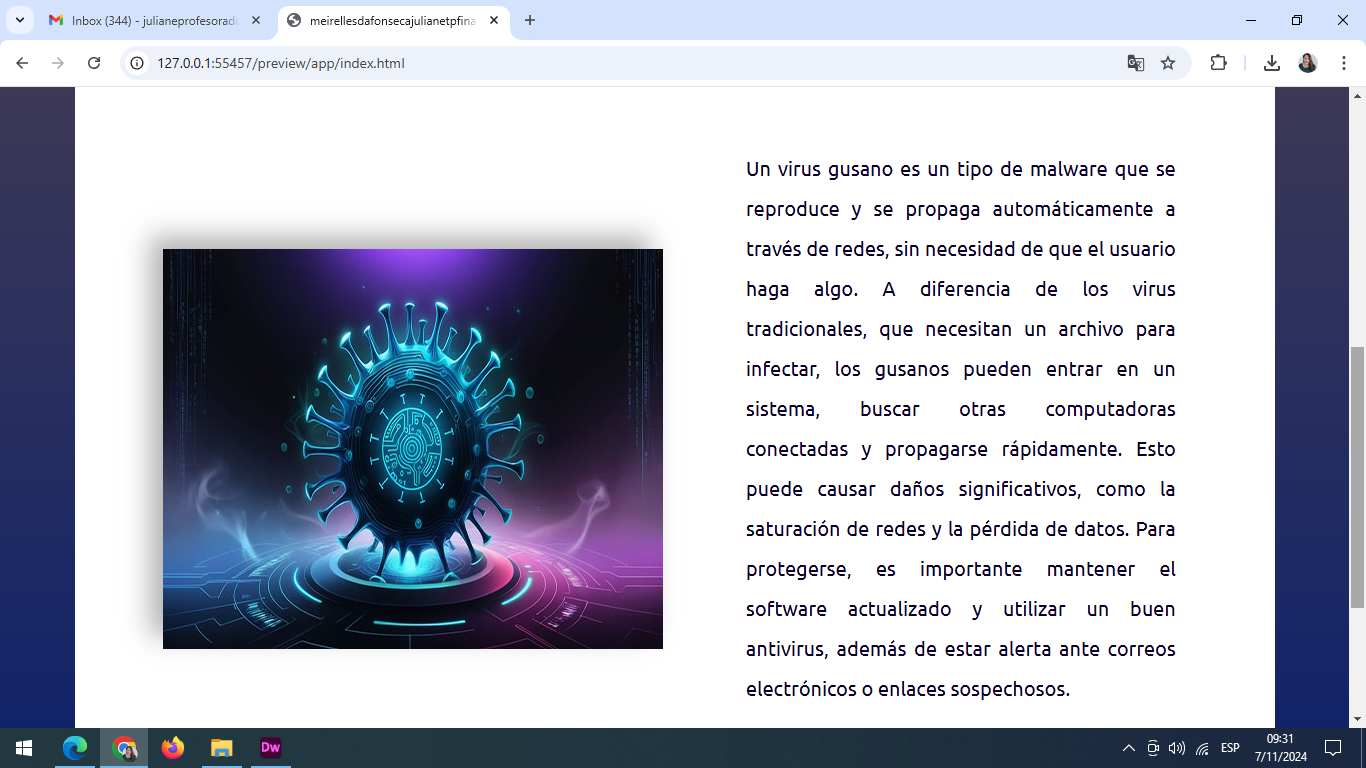 Inbox (344) - julianeprofesorado
meirellesdafonsecajulianetpfina
127.0.0.1:55457/preview/app/index.html
Un virus gusano es un tipo de malware que se
reproduce y se propaga automáticamente a
través de redes, sin necesidad de que el usuario
haga algo. A diferencia de los virus
tradicionales, que necesitan un archivo para
infectar, los gusanos pueden entrar en un
sistema, buscar otras computadoras
conectadas y propagarse rápidamente. Esto
puede causar daños significativos, como la
saturación de redes y la pérdida de datos. Para
protegerse, es importante mantener el
software actualizado y utilizar un buen
antivirus, además de estar alerta ante correos
electrónicos o enlaces sospechosos.
Dw
ESP
09:31
7/11/2024